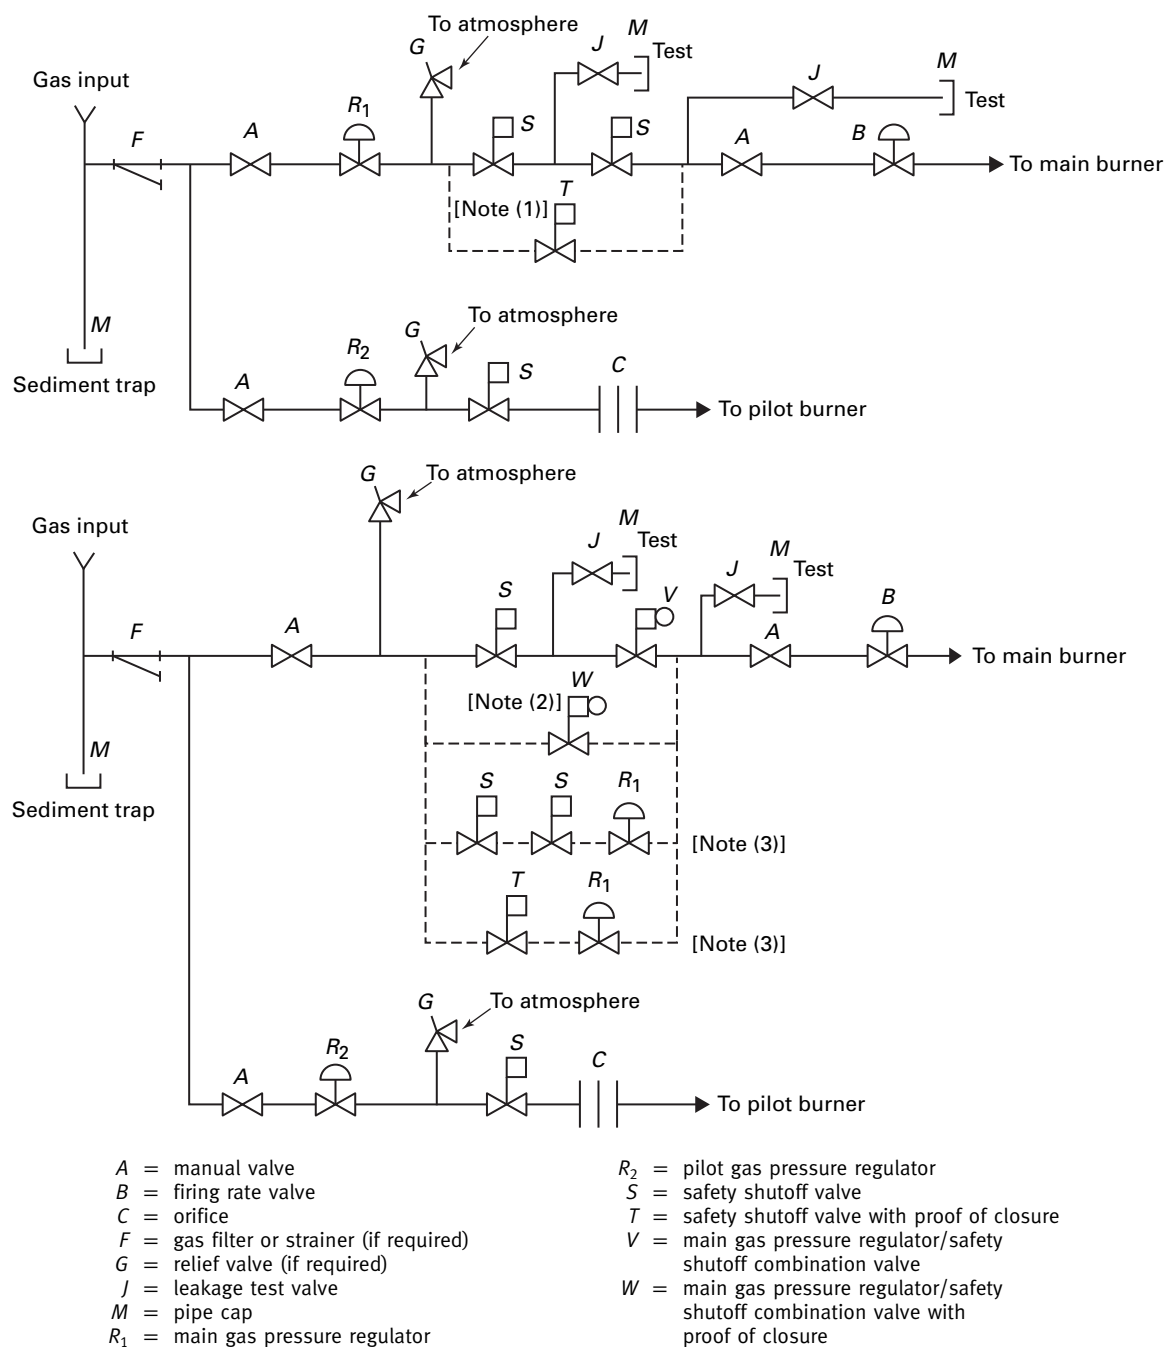 To atmosphere
G
J
M
Test
M
J
Test
Gas input
F
A
R1
S
S
A
B
To main burner
T
[Note (1)]
M
Sediment trap
To atmosphere
G
R2
A
S
C
To pilot burner
G
To atmosphere
Gas input
M
J
Test
M
J
Test
F
A
S
V
A
B
To main burner
W
[Note (2)]
M
Sediment trap
S
S
R1
[Note (3)]
T
R1
[Note (3)]
G
To atmosphere
A
R2
S
C
To pilot burner
A = manual valve
B = firing rate valve
C = orifice
F = gas filter or strainer (if required)
G = relief valve (if required)
J = leakage test valve
M = pipe cap
R1 = main gas pressure regulator
R2 = pilot gas pressure regulator
S = safety shutoff valve
T = safety shutoff valve with proof of closure
V = main gas pressure regulator/safety
shutoff combination valve
W = main gas pressure regulator/safety
shutoff combination valve with
proof of closure